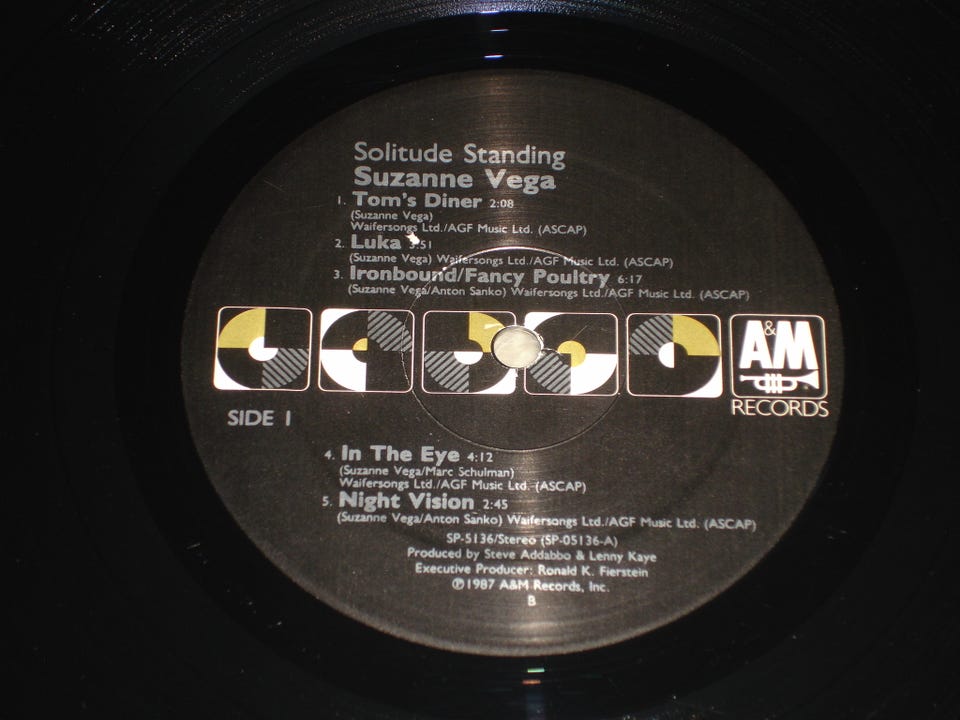 Solitude Standing
Suzanne Vega
1. Tom's Diner 2:08
(Suzanne Vega)
Waifersongs Ltd./AGF Music Ltd. (ASCAP)
2. Luka 3:51
(Suzanne Vega) Waifersongs Ltd./AGF Music Ltd. (ASCAP)
3. Ironbound/Fancy Poultry 6:17
(Suzanne Vega/Anton Sanko) Waifersongs Ltd./AGF Music Ltd. (ASCAP)
A&M
RECORDS
SIDE 1
4. In The Eye 4:12
(Suzanne Vega/Marc Schulman)
Waifersongs Ltd./AGF Music Ltd. (ASCAP)
5. Night Vision 2:45
(Suzanne Vega/Anton Sanko) Waifersongs Ltd./AGF Music Ltd. (ASCAP)
SP-5136/Stereo (SP-05136-A)
Produced by Steve Addabbo & Lenny Kaye
Executive Producer: Ronald K. Fierstein
℗1987 A&M Records, Inc.
B